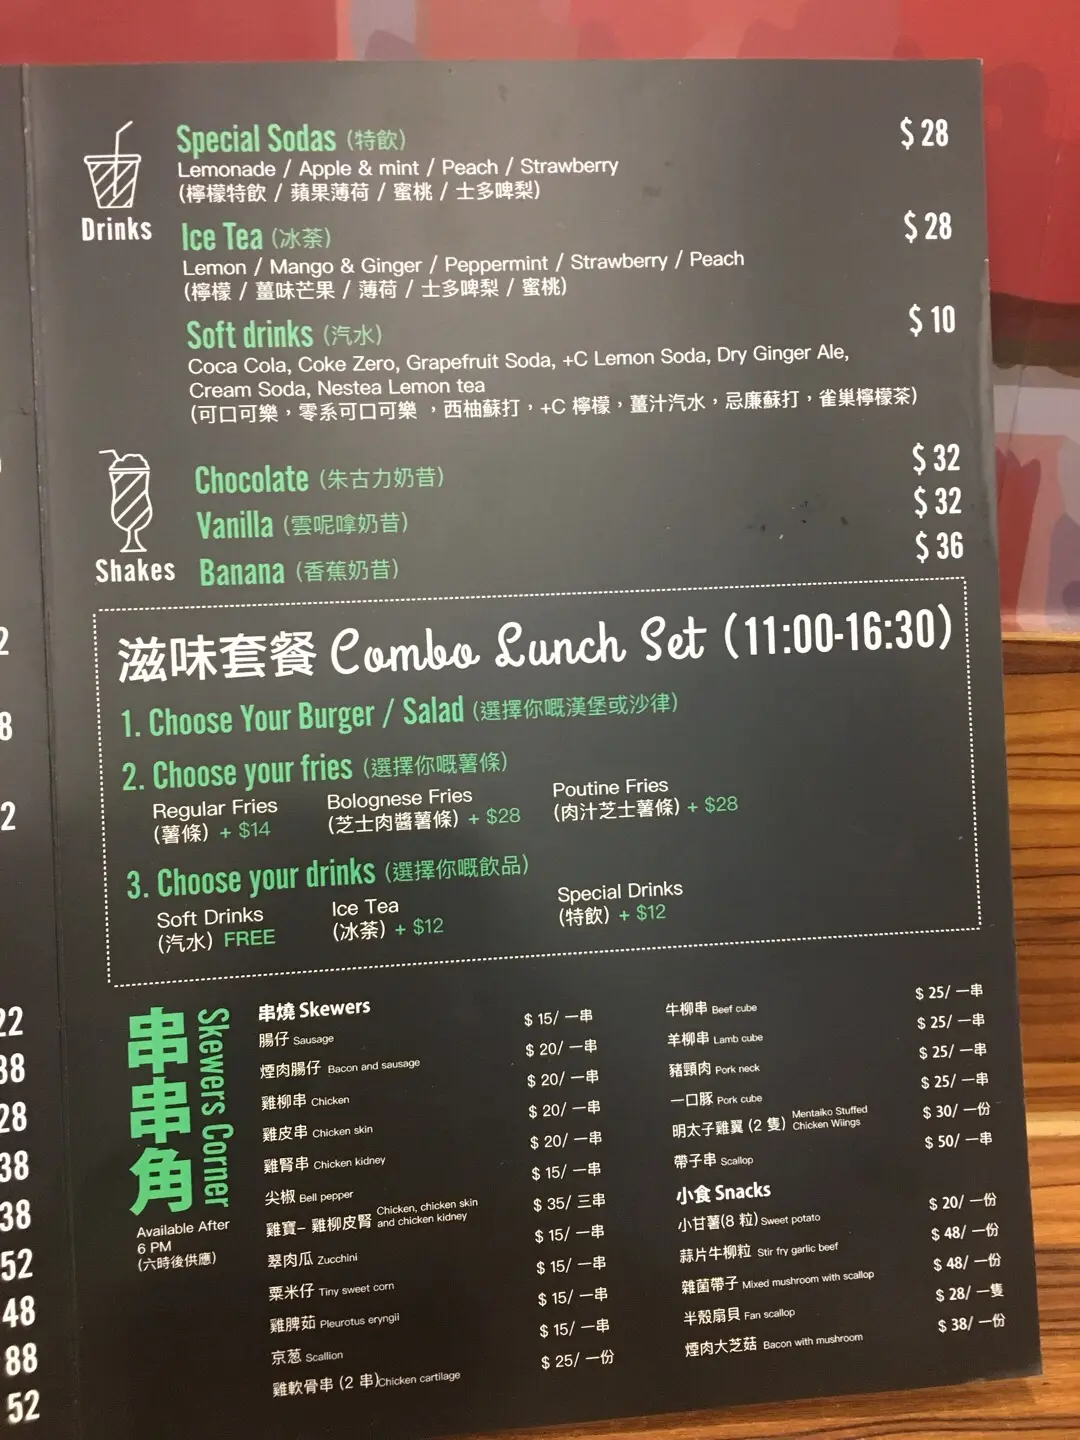 Special Sodas (特飲) $ 28
Lemonade / Apple & mint / Peach / Strawberry
(檸檬特飲 / 蘋果薄荷 / 蜜桃 / 士多啤梨)
Drinks
Ice Tea (冰茶) $ 28
Lemon / Mango & Ginger / Peppermint / Strawberry / Peach
(檸檬 / 薑味芒果 / 薄荷 / 士多啤梨 / 蜜桃)
Soft drinks (汽水) $ 10
Coca Cola, Coke Zero, Grapefruit Soda, +C Lemon Soda, Dry Ginger Ale,
Cream Soda, Nestea Lemon tea
(可口可樂，零系可口可樂 ，西柚蘇打，+C 檸檬，薑汁汽水，忌廉蘇打，雀巢檸檬茶)
Chocolate (朱古力奶昔) $ 32
Vanilla (雲呢嗱奶昔) $ 32
Shakes
Banana (香蕉奶昔) $ 36
滋味套餐 Combo Lunch Set (11:00-16:30)
1. Choose Your Burger / Salad (選擇你嘅漢堡或沙律)
2. Choose your fries (選擇你嘅薯條)
Regular Fries
(薯條) + $14
Bolognese Fries
(芝士肉醬薯條) + $28
Poutine Fries
(肉汁芝士薯條) + $28
3. Choose your drinks (選擇你嘅飲品)
Soft Drinks
(汽水) FREE
Ice Tea
(冰茶) + $12
Special Drinks
(特飲) + $12
串串角
Skewers Corner
Available After
6 PM
(六時後供應)
串燒 Skewers
腸仔 Sausage $ 15/ 一串
煙肉腸仔 Bacon and sausage $ 20/ 一串
雞柳串 Chicken $ 20/ 一串
雞皮串 Chicken skin $ 20/ 一串
雞腎串 Chicken kidney $ 20/ 一串
尖椒 Bell pepper $ 15/ 一串
雞寶- 雞柳皮腎 Chicken, chicken skin and chicken kidney $ 35/ 三串
翠肉瓜 Zucchini $ 15/ 一串
粟米仔 Tiny sweet corn $ 15/ 一串
雞脾菇 Pleurotus eryngii $ 15/ 一串
京葱 Scallion $ 15/ 一串
雞軟骨串 (2 串)Chicken cartilage $ 25/ 一份
牛柳串 Beef cube $ 25/ 一串
羊柳串 Lamb cube $ 25/ 一串
豬頸肉 Pork neck $ 25/ 一串
一口豚 Pork cube $ 25/ 一串
明太子雞翼 (2 隻) Mentaiko Stuffed Chicken Wiings $ 30/ 一份
帶子串 Scallop $ 50/ 一串
小食 Snacks
小甘薯(8 粒) Sweet potato $ 20/ 一份
蒜片牛柳粒 Stir fry garlic beef $ 48/ 一份
雜菌帶子 Mixed mushroom with scallop $ 48/ 一份
半殼扇貝 Fan scallop $ 28/ 一隻
煙肉大芝菇 Bacon with mushroom $ 38/ 一份
2
8
2
22
38
28
38
38
52
48
88
52